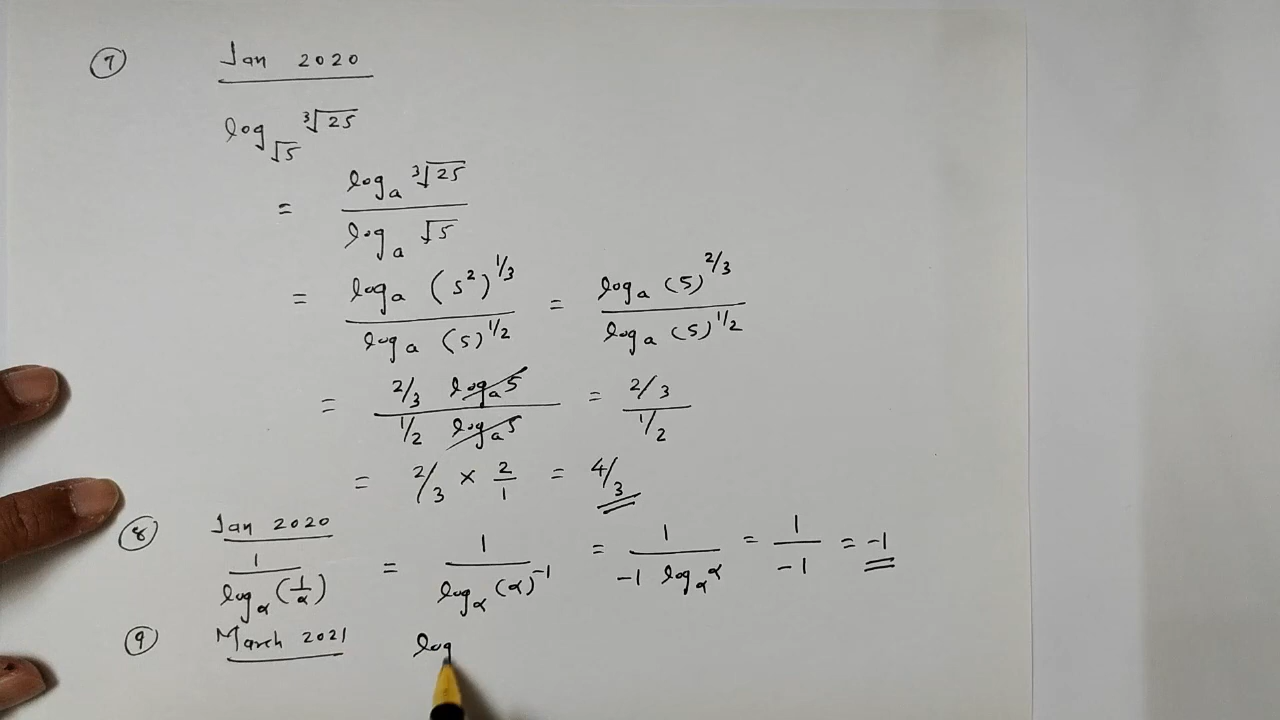 ⑦ Jan 2020
log_√5 ∛25
= log_a ∛25 / log_a √5
= log_a (5²)^1/3 / log_a (5)^1/2 = log_a (5)^2/3 / log_a (5)^1/2
= 2/3 log_a 5 / 1/2 log_a 5 = 2/3 / 1/2
= 2/3 × 2/1 = 4/3
⑧ Jan 2020
1 / log_α (1/α) = 1 / log_α (α)^-1 = 1 / -1 log_α α = 1 / -1 = -1
⑨ March 2021 log